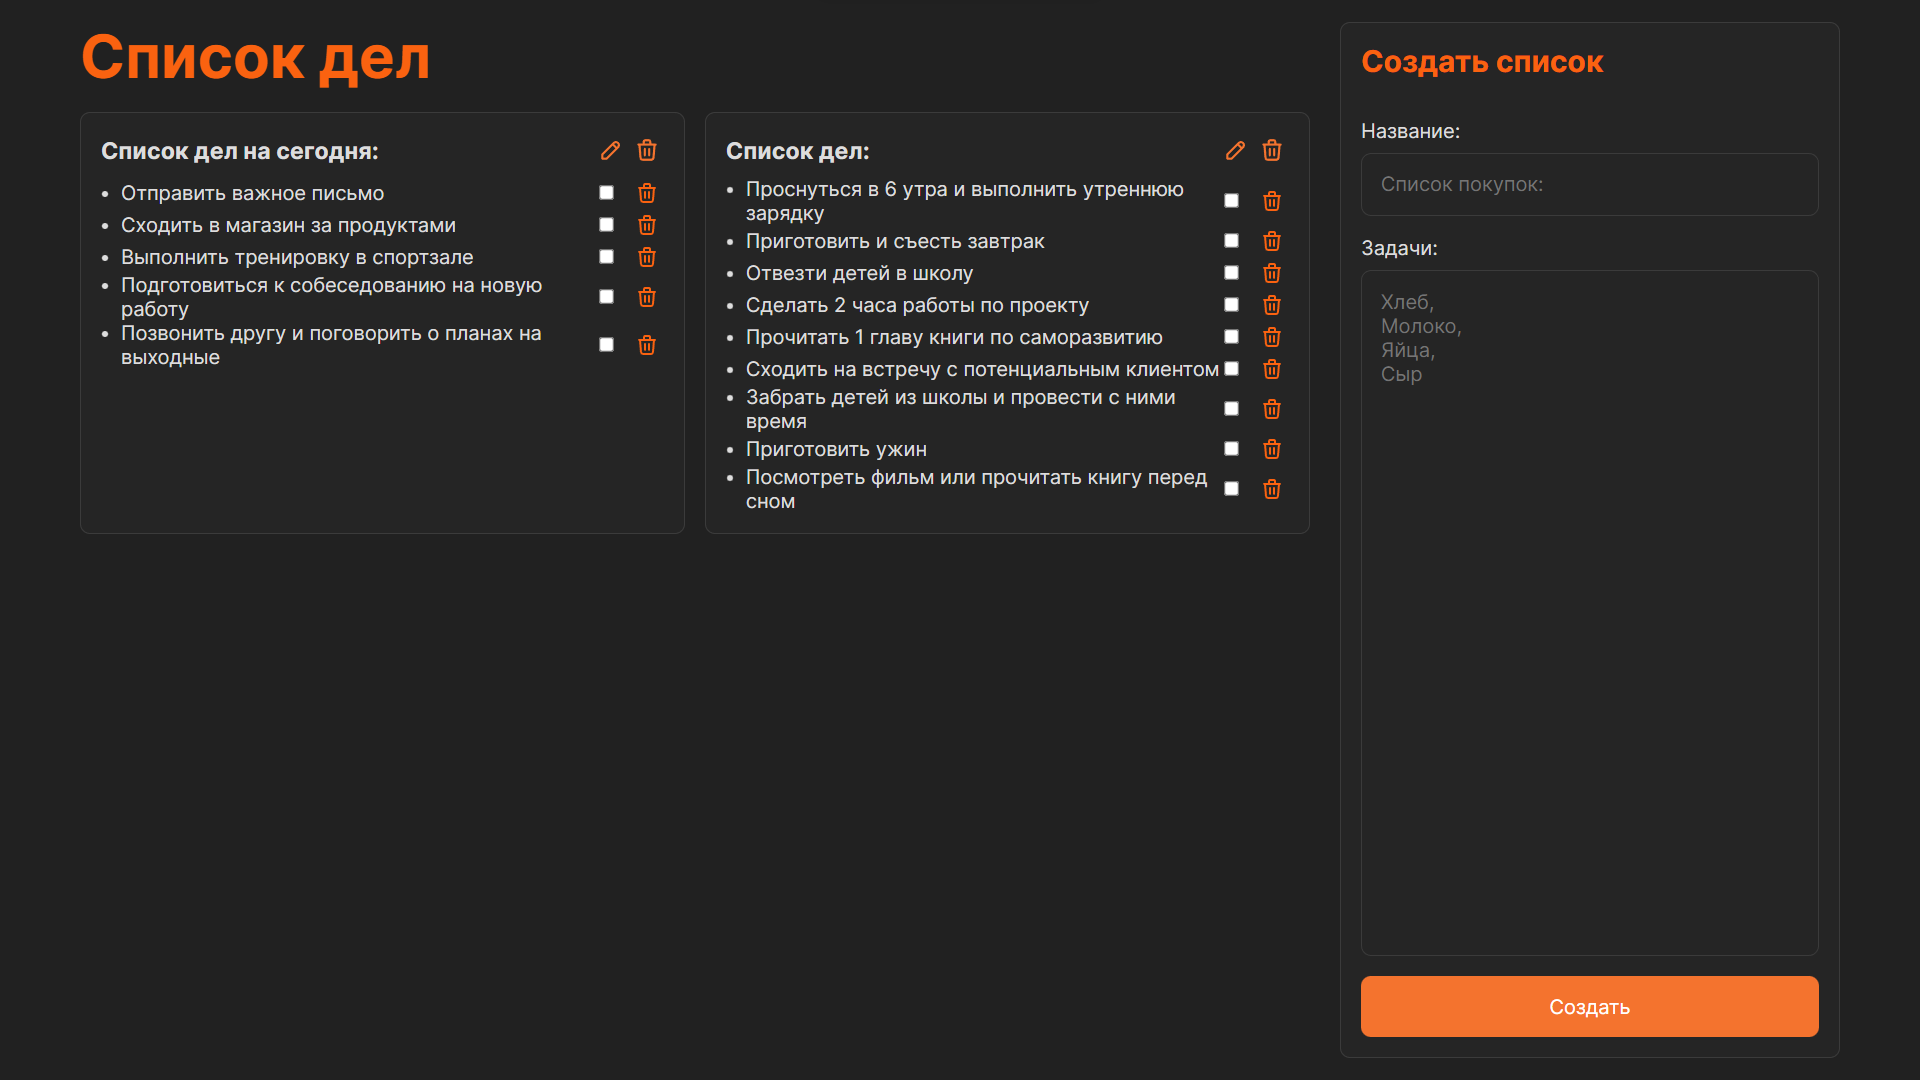 Список дел
Список дел на сегодня:
Отправить важное письмо
Сходить в магазин за продуктами
Выполнить тренировку в спортзале
Подготовиться к собеседованию на новую
работу
Позвонить другу и поговорить о планах на
выходные
Список дел:
Проснуться в 6 утра и выполнить утреннюю
зарядку
Приготовить и съесть завтрак
Отвезти детей в школу
Сделать 2 часа работы по проекту
Прочитать 1 главу книги по саморазвитию
Сходить на встречу с потенциальным клиентом
Забрать детей из школы и провести с ними
время
Приготовить ужин
Посмотреть фильм или прочитать книгу перед
сном
Создать список
Название:
Список покупок:
Задачи:
Хлеб,
Молоко,
Яйца,
Сыр
Создать